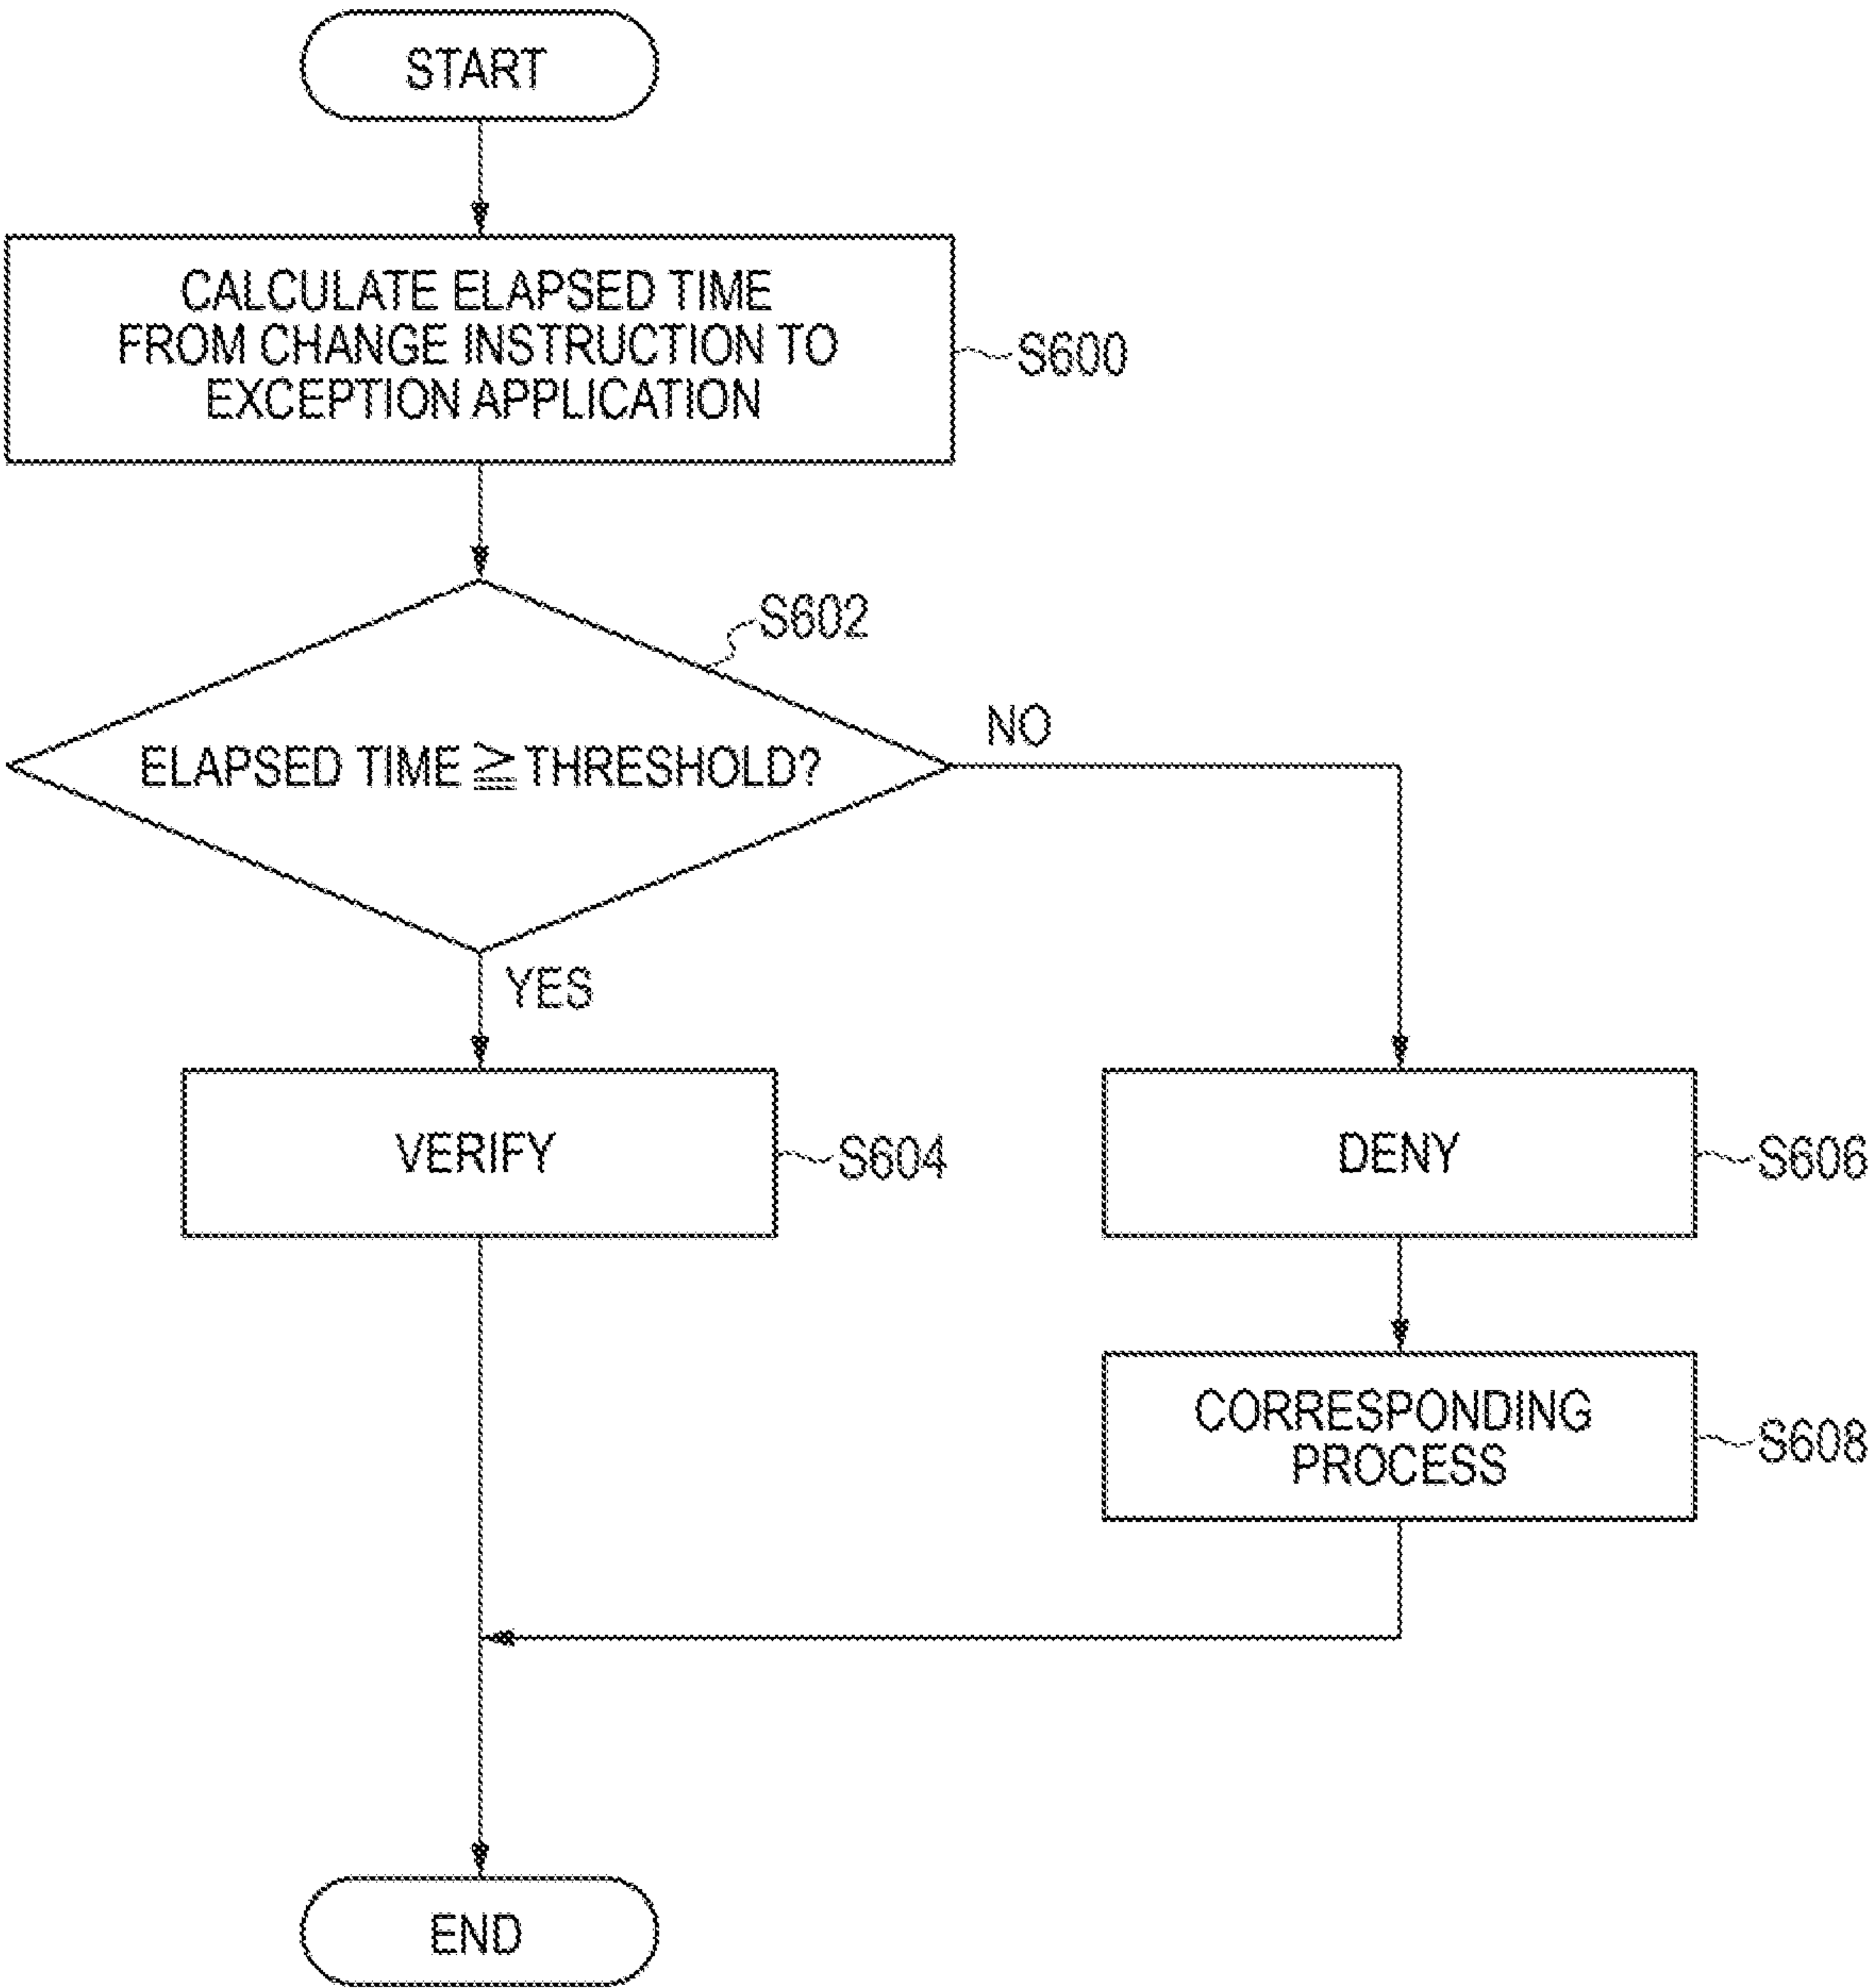 START
CALCULATE ELAPSED TIME
FROM CHANGE INSTRUCTION TO
EXCEPTION APPLICATION
S600
S602
ELAPSED TIME ≧ THRESHOLD?
NO
YES
VERIFY
S604
DENY
S606
CORRESPONDING
PROCESS
S608
END